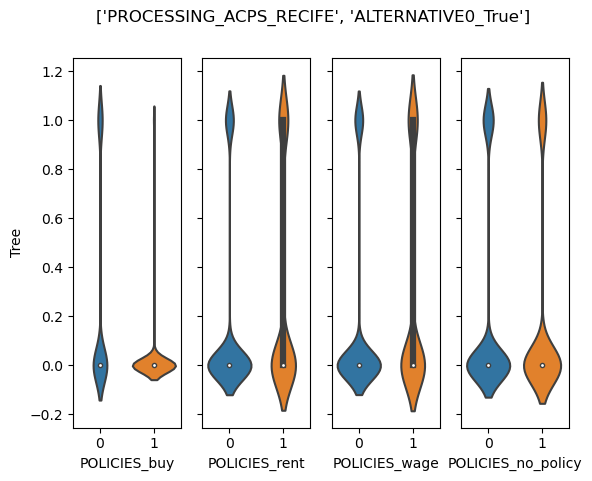 ['PROCESSING_ACPS_RECIFE', 'ALTERNATIVE0_True']
Tree
1.2
1.0
0.8
0.6
0.4
0.2
0.0
−0.2
0 1 0 1 0 1 0 1
POLICIES_buy POLICIES_rent POLICIES_wage POLICIES_no_policy